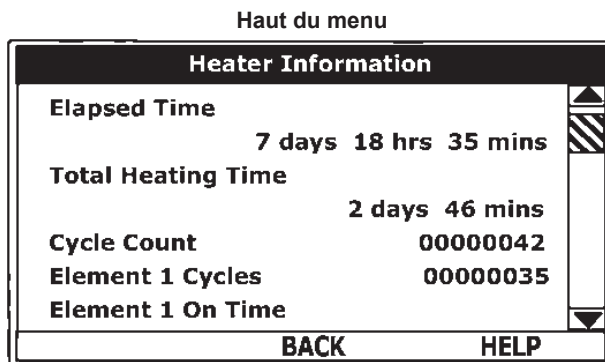 Haut du menu
Heater Information
Elapsed Time
7 days 18 hrs 35 mins
Total Heating Time
2 days 46 mins
Cycle Count 00000042
Element 1 Cycles 00000035
Element 1 On Time
BACK HELP